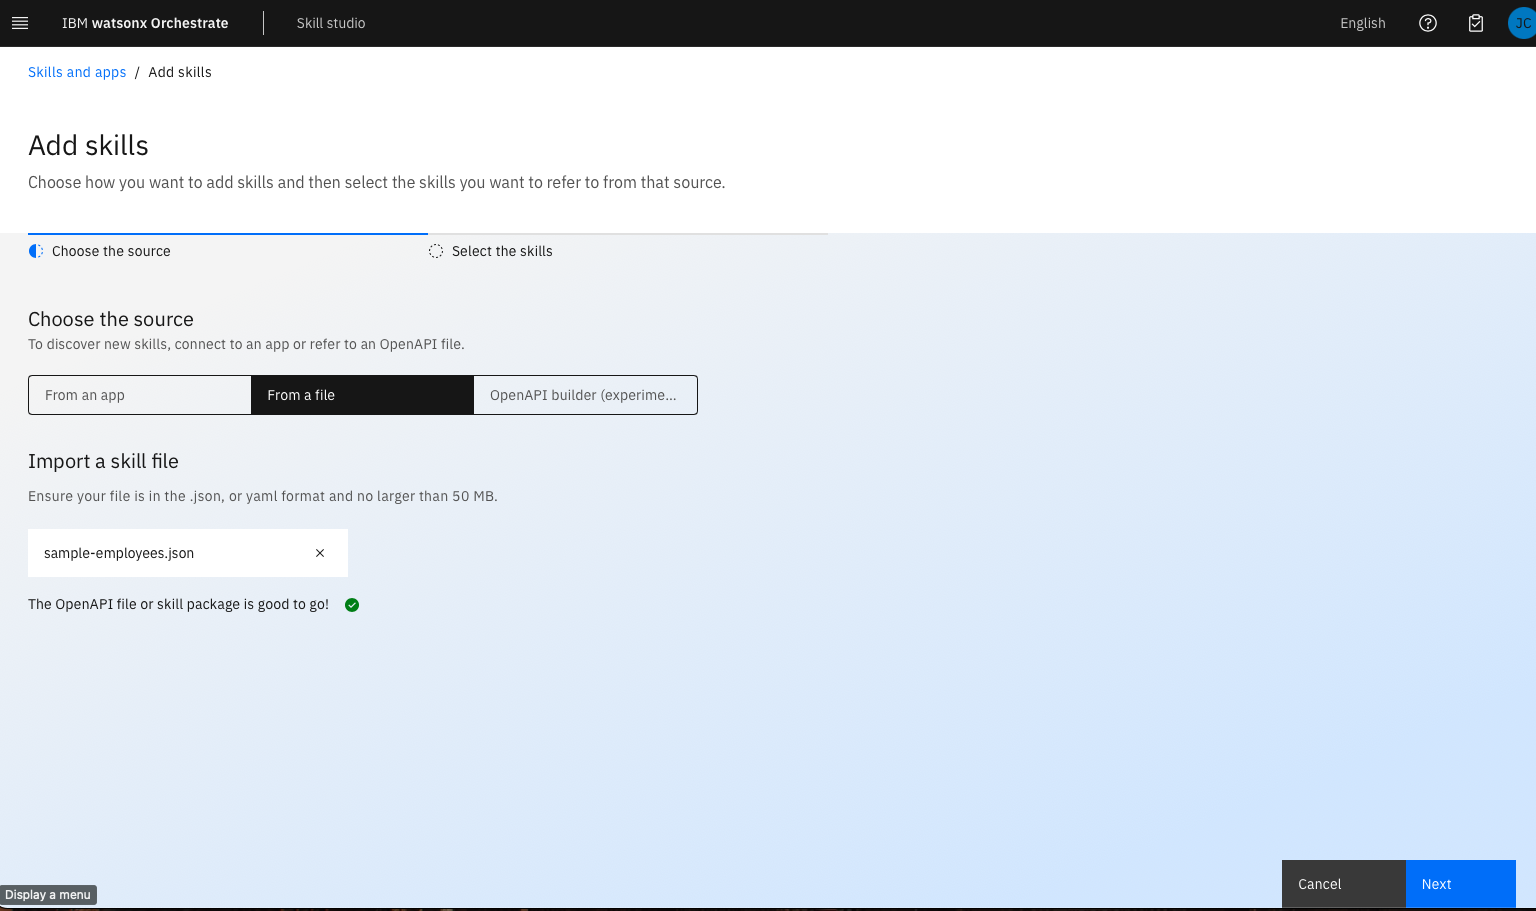 IBM watsonx Orchestrate
Skill studio
English
JC
Skills and apps / Add skills
Add skills
Choose how you want to add skills and then select the skills you want to refer to from that source.
Choose the source
Select the skills
Choose the source
To discover new skills, connect to an app or refer to an OpenAPI file.
From an app
From a file
OpenAPI builder (experime...
Import a skill file
Ensure your file is in the .json, or yaml format and no larger than 50 MB.
sample-employees.json
The OpenAPI file or skill package is good to go!
Display a menu
Cancel
Next